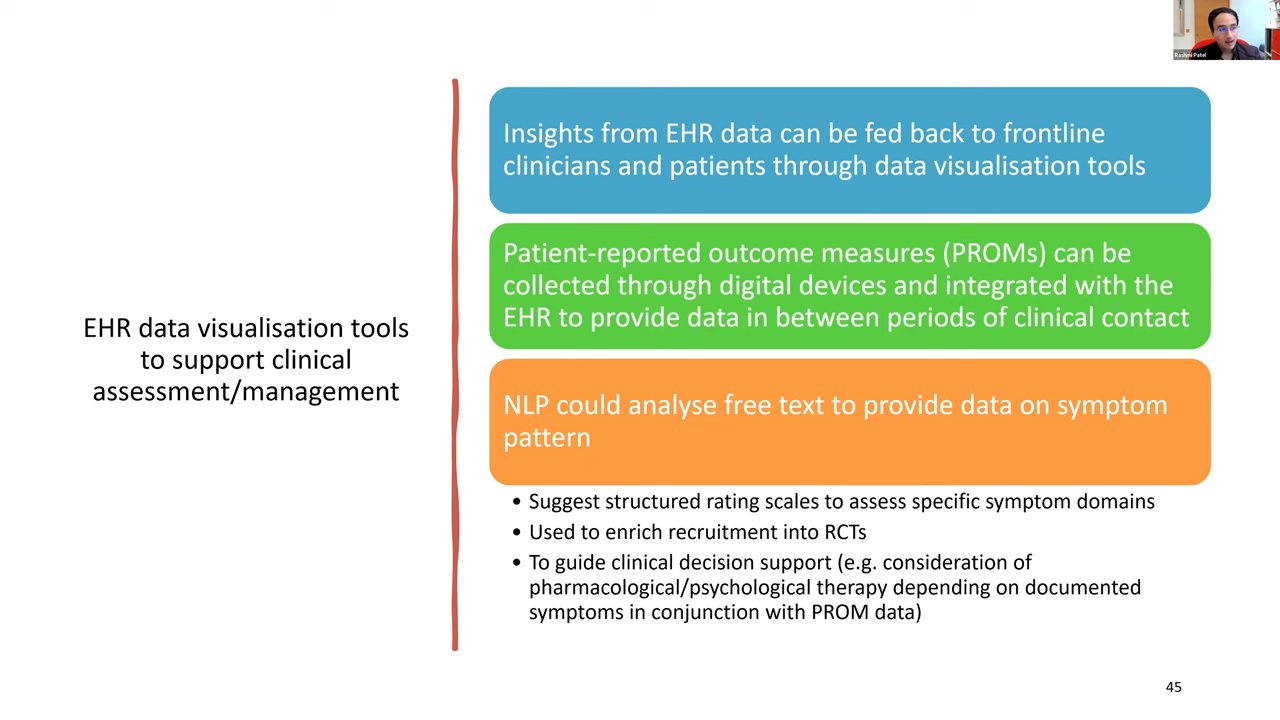 EHR data visualisation tools
to support clinical
assessment/management
Insights from EHR data can be fed back to frontline
clinicians and patients through data visualisation tools
Patient-reported outcome measures (PROMs) can be
collected through digital devices and integrated with the
EHR to provide data in between periods of clinical contact
NLP could analyse free text to provide data on symptom
pattern
• Suggest structured rating scales to assess specific symptom domains
• Used to enrich recruitment into RCTs
• To guide clinical decision support (e.g. consideration of
pharmacological/psychological therapy depending on documented
symptoms in conjunction with PROM data)
45
Rashmi Patel